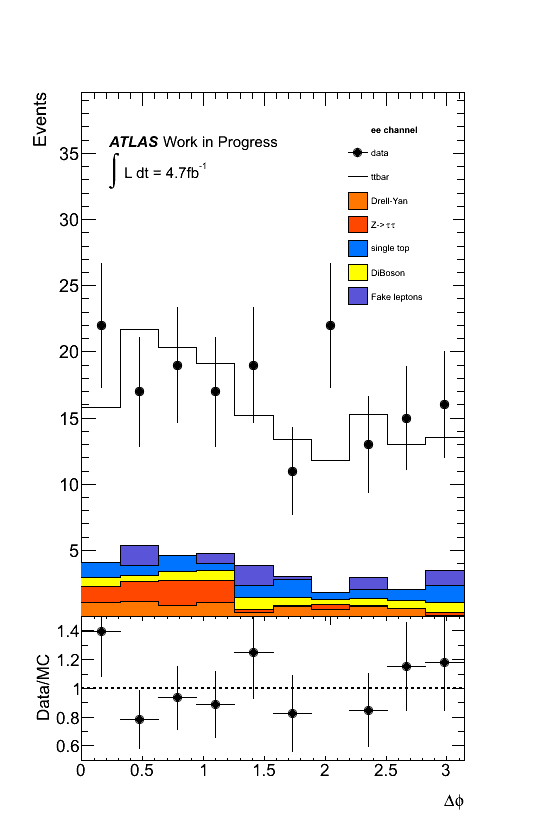 Events
ATLAS Work in Progress
∫ L dt = 4.7fb⁻¹
ee channel
data
ttbar
Drell-Yan
Z->ττ
single top
DiBoson
Fake leptons
35
30
25
20
15
10
5
Data/MC
1.4
1.2
1
0.8
0.6
0 0.5 1 1.5 2 2.5 3
Δϕ